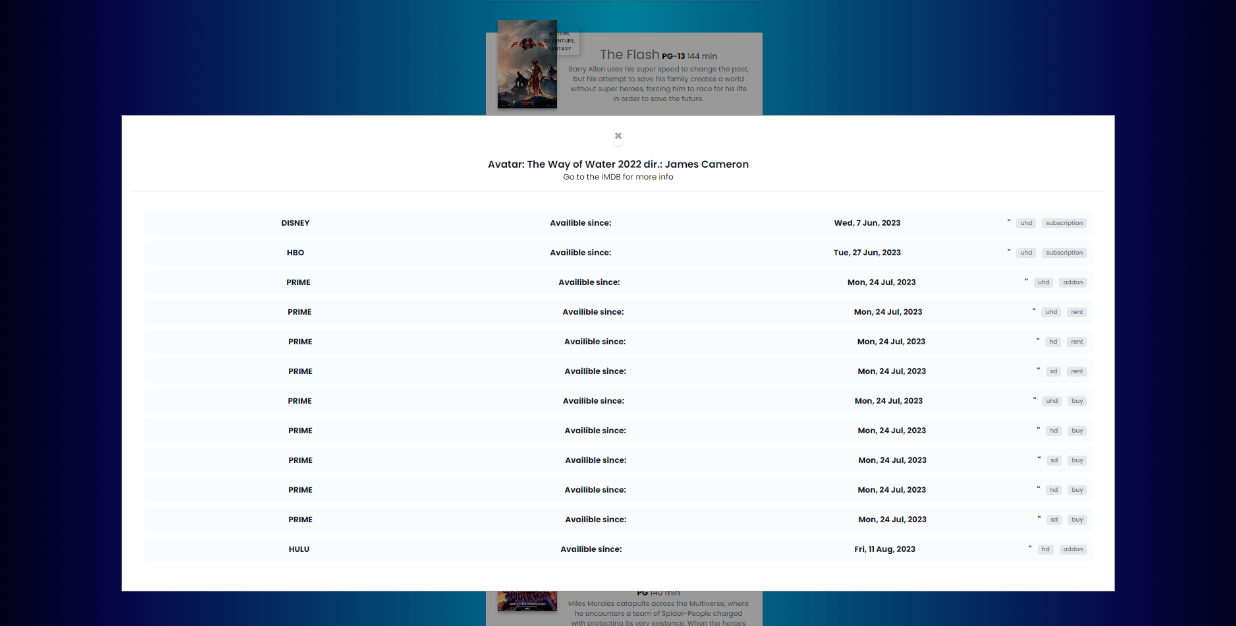 ACTION,
ADVENTURE,
FANTASY
The Flash PG-13 144 min
Barry Allen uses his super speed to change the past,
but his attempt to save his family creates a world
without super heroes, forcing him to race for his life
in order to save the future.
✖
Avatar: The Way of Water 2022 dir.: James Cameron
Go to the IMDB for more info
DISNEY Availible since: Wed, 7 Jun, 2023 " uhd subscription
HBO Availible since: Tue, 27 Jun, 2023 " uhd subscription
PRIME Availible since: Mon, 24 Jul, 2023 " uhd addon
PRIME Availible since: Mon, 24 Jul, 2023 " uhd rent
PRIME Availible since: Mon, 24 Jul, 2023 " hd rent
PRIME Availible since: Mon, 24 Jul, 2023 " sd rent
PRIME Availible since: Mon, 24 Jul, 2023 " uhd buy
PRIME Availible since: Mon, 24 Jul, 2023 " hd buy
PRIME Availible since: Mon, 24 Jul, 2023 " sd buy
PRIME Availible since: Mon, 24 Jul, 2023 " hd buy
PRIME Availible since: Mon, 24 Jul, 2023 " sd buy
HULU Availible since: Fri, 11 Aug, 2023 " hd addon
PG 140 min
Miles Morales catapults across the Multiverse, where
he encounters a team of Spider-People charged
with protecting its very existence. When the heroes